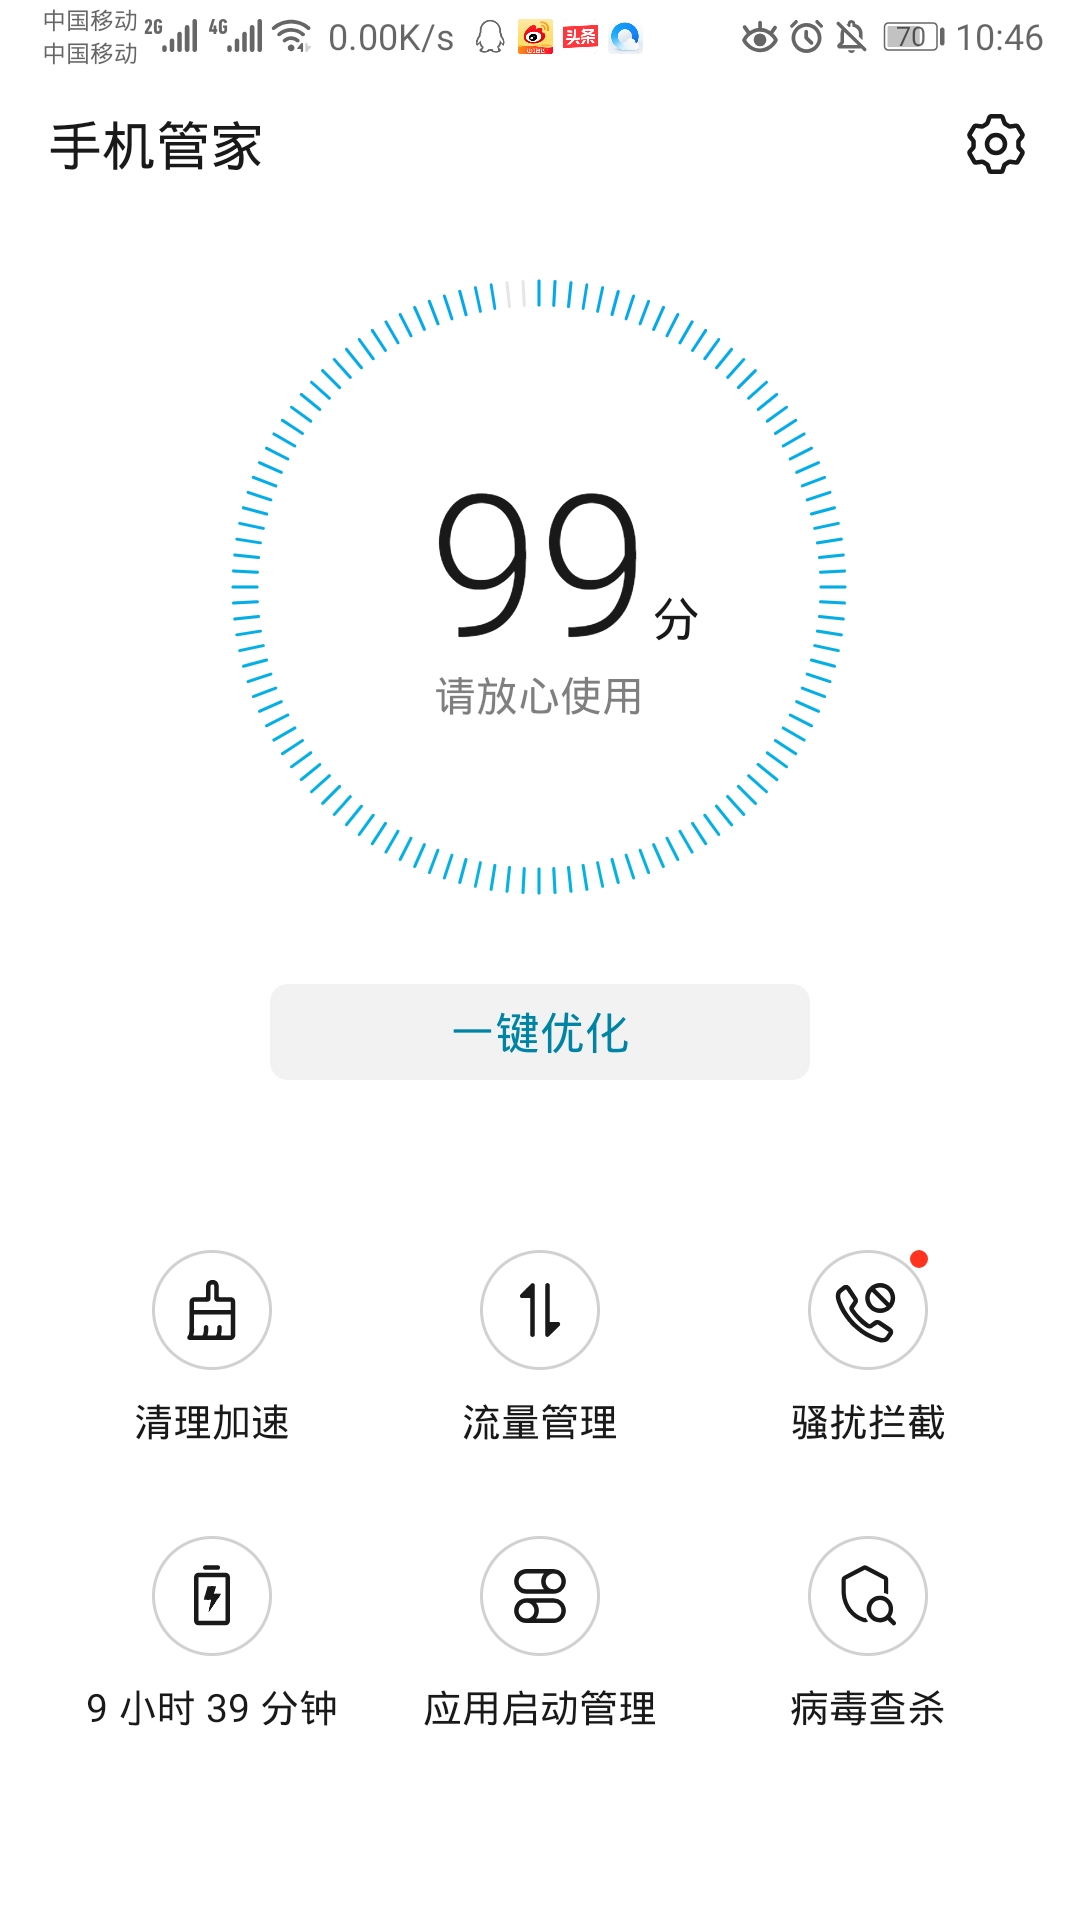 中国移动 2G 4G 0.00K/s 头条 70 10:46
中国移动
手机管家
99分
请放心使用
一键优化
清理加速 流量管理 骚扰拦截
9 小时 39 分钟 应用启动管理 病毒查杀